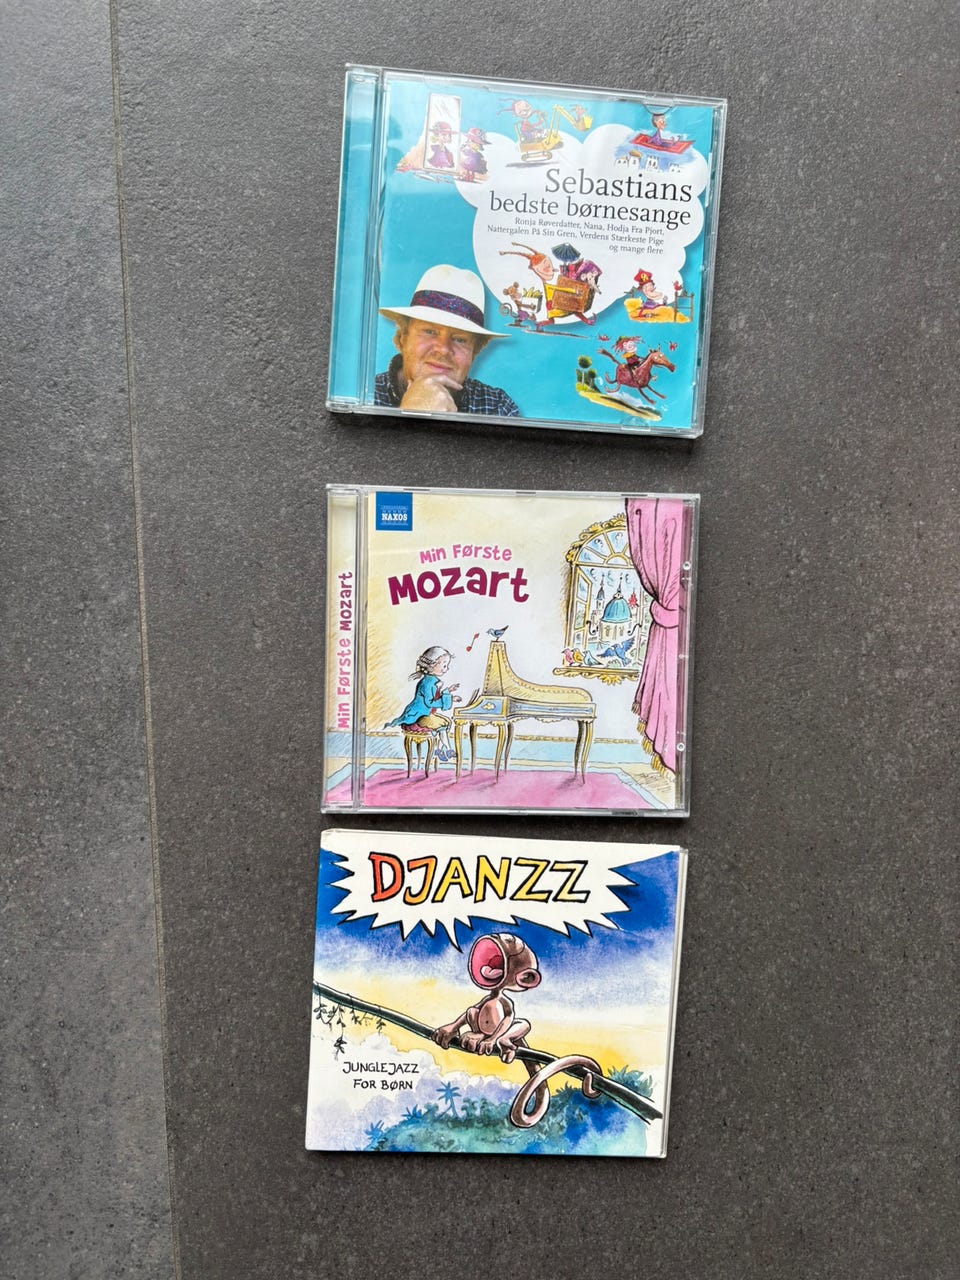 Sebastians
bedste børnesange
Ronja Røverdatter, Nana, Hodja Fra Pjort,
Nattergalen På Sin Gren, Verdens Stærkeste Pige
og mange flere
NAXOS
Min Første
Mozart
Min Første Mozart
DJANZZ
JUNGLEJAZZ
FOR BØRN